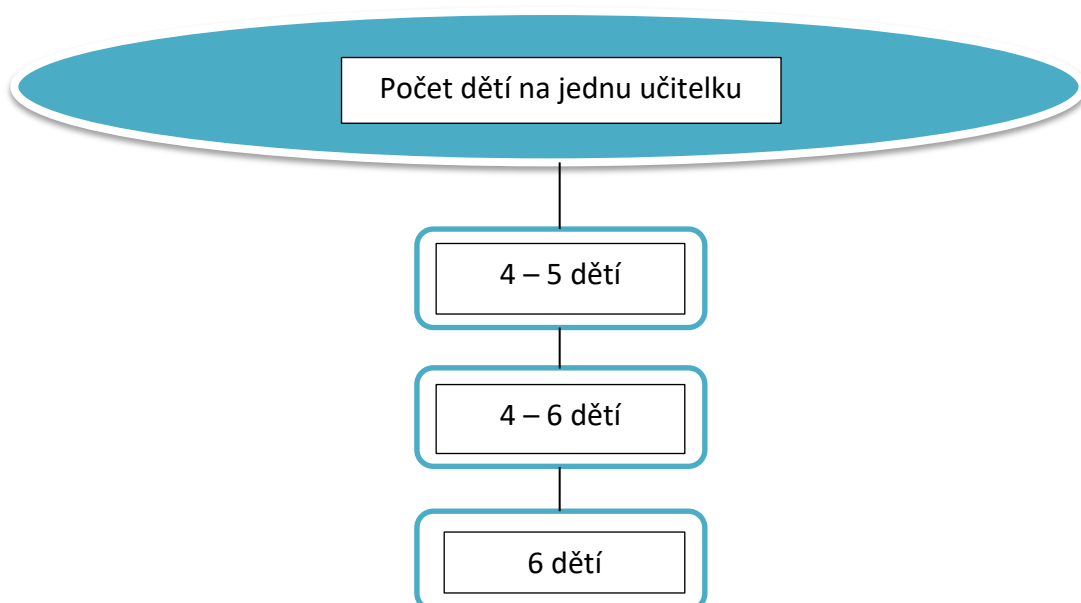 Počet dětí na jednu učitelku
4 – 5 dětí
4 – 6 dětí
6 dětí